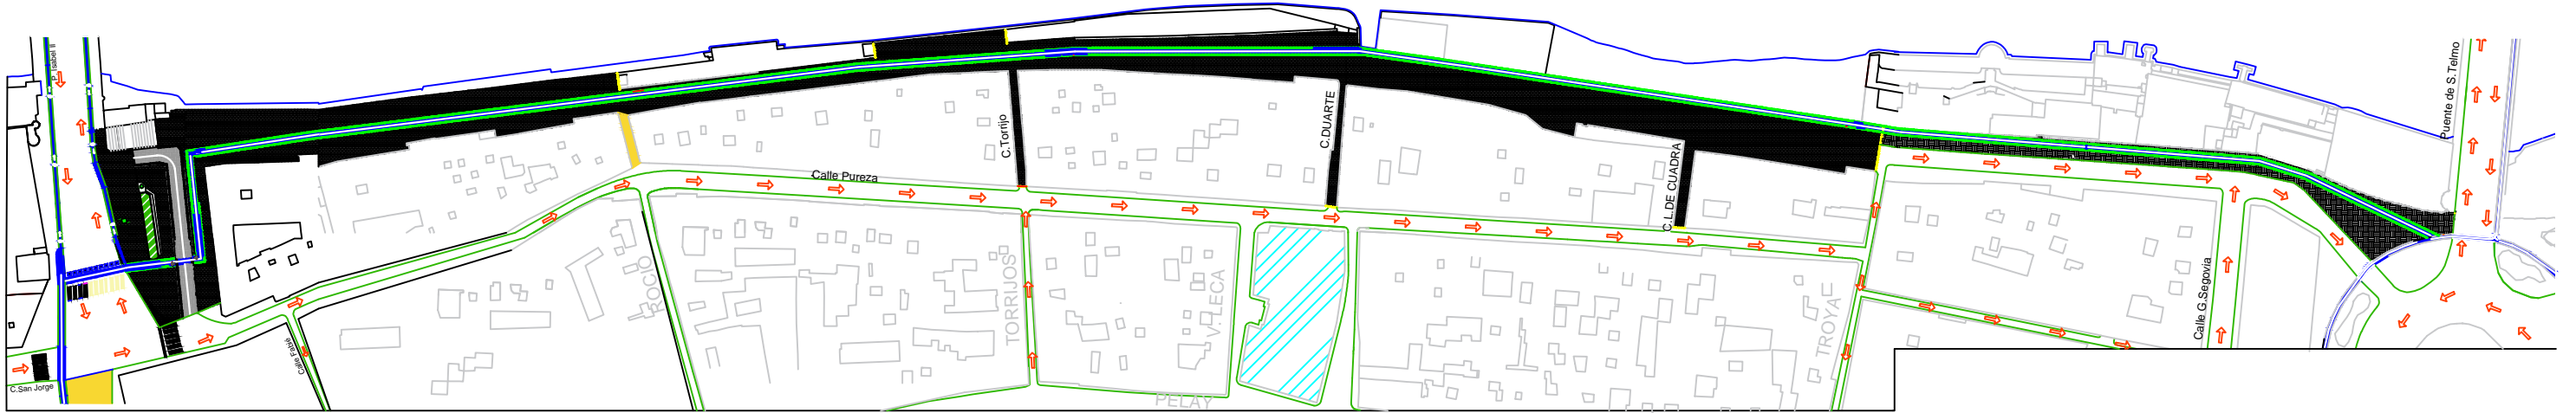 P. Isabel II
Puente de S.Telmo
C.Torrijo
C.DUARTE
C.L.DE CUADRA
Calle Pureza
ROCIO
TORRIJOS
V.LECA
TROYA
Calle G.Segovia
Calle Fabié
C.San Jorge
PELAY